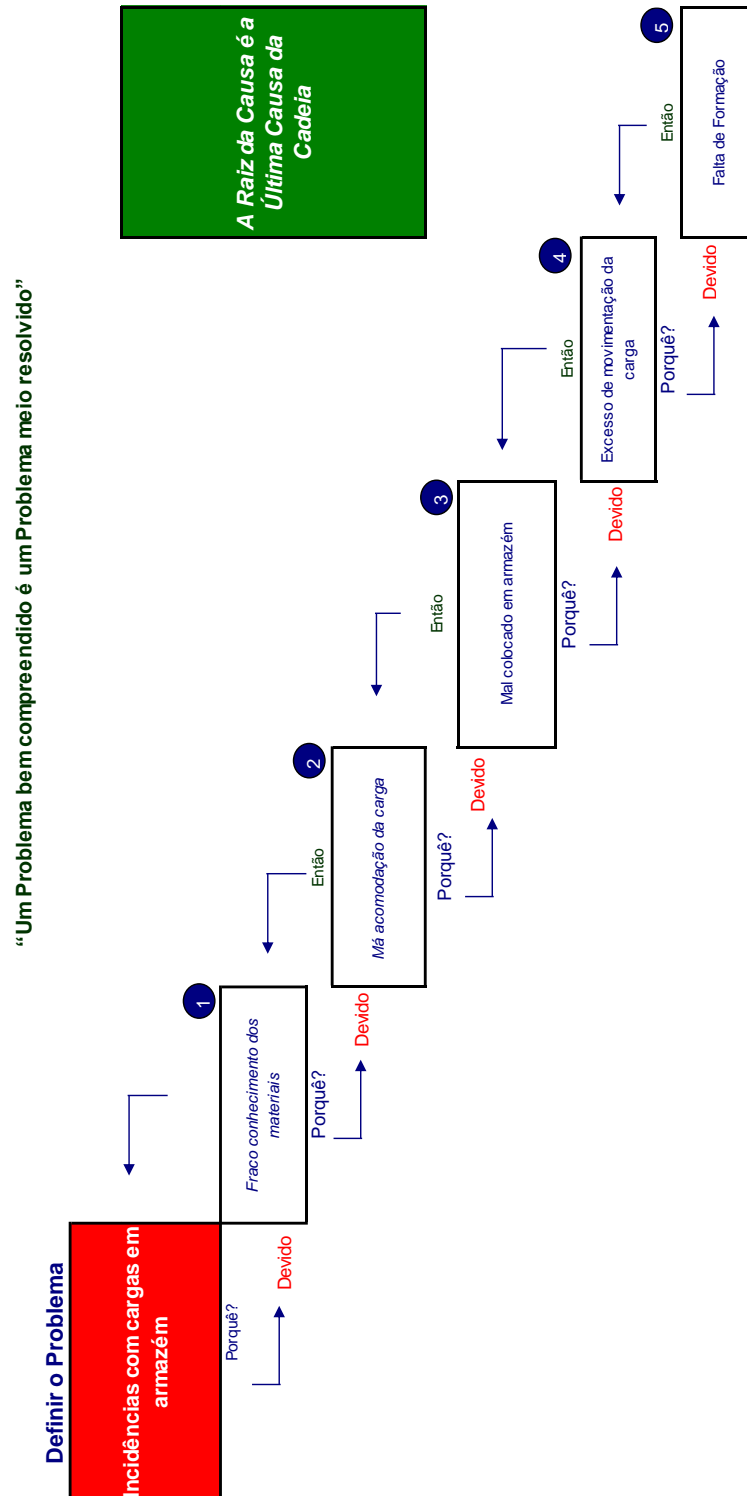 “Um Problema bem compreendido é um Problema meio resolvido”
Definir o Problema
Incidências com cargas em
armazém
A Raiz da Causa é a
Última Causa da
Cadeia
Porquê?
Devido
1
Fraco conhecimento dos
materiais
Porquê?
Devido
Então
2
Má acomodação da carga
Porquê?
Devido
Então
3
Mal colocado em armazém
Porquê?
Devido
Então
4
Excesso de movimentação da
carga
Porquê?
Devido
Então
5
Falta de Formação